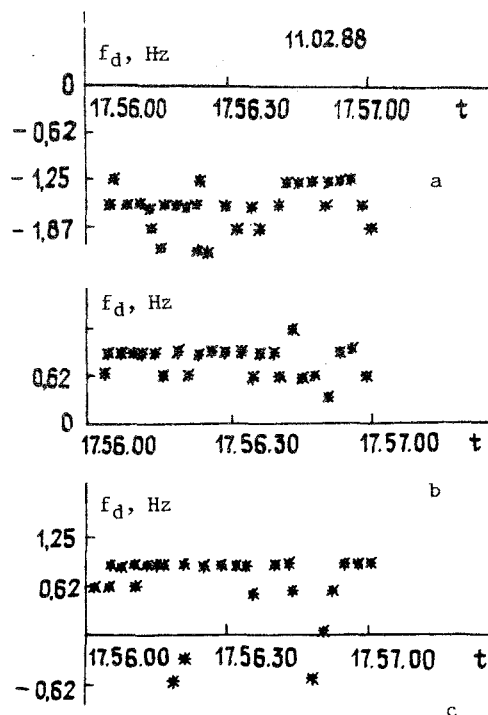 f_d, Hz 11.02.88
0
17.56.00 17.56.30 17.57.00 t
-0,62
-1,25 a
-1,87
f_d, Hz
0,62
0
17.56.00 17.56.30 17.57.00 t
b
f_d, Hz
1,25
0,62
17.56.00 17.56.30 17.57.00 t
-0,62
c